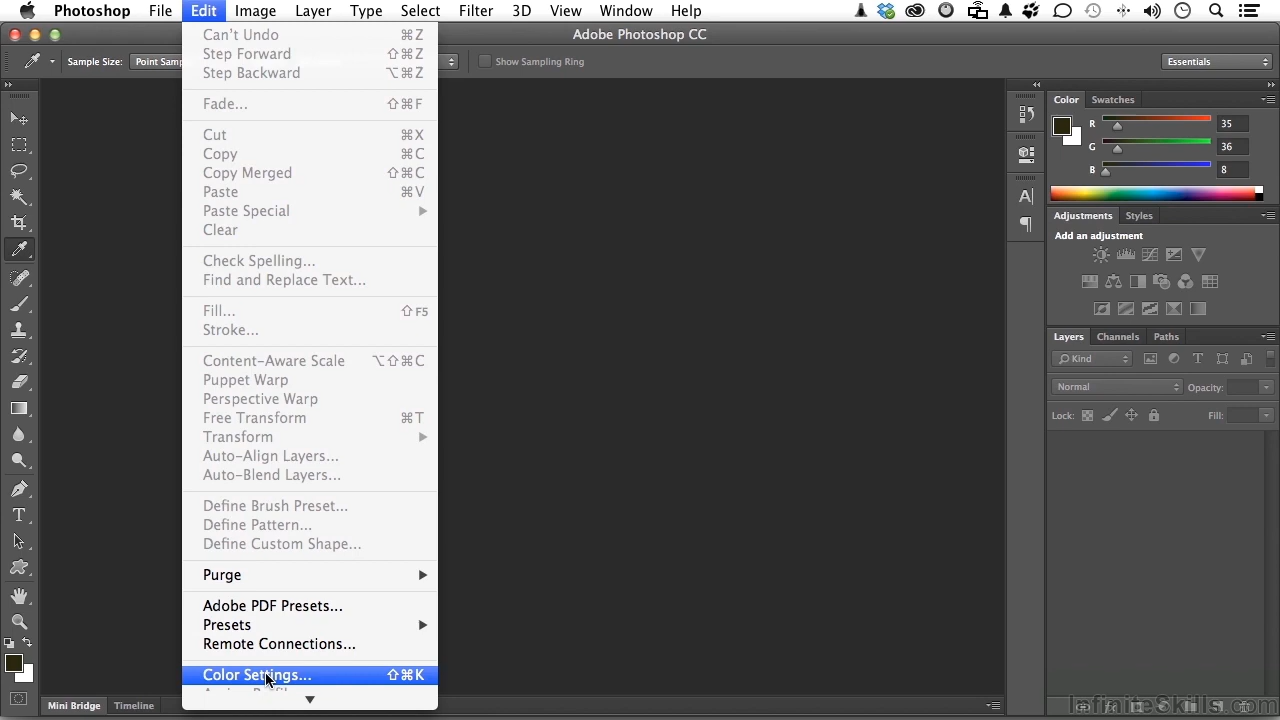 Photoshop File Edit Image Layer Type Select Filter 3D View Window Help
Adobe Photoshop CC
Sample Size: Point Samp Show Sampling Ring Essentials
Can't Undo ⌘Z
Step Forward ⇧⌘Z
Step Backward ⌥⌘Z
Fade... ⇧⌘F
Cut ⌘X
Copy ⌘C
Copy Merged ⇧⌘C
Paste ⌘V
Paste Special
Clear
Check Spelling...
Find and Replace Text...
Fill... ⇧F5
Stroke...
Content-Aware Scale ⌥⇧⌘C
Puppet Warp
Perspective Warp
Free Transform ⌘T
Transform
Auto-Align Layers...
Auto-Blend Layers...
Define Brush Preset...
Define Pattern...
Define Custom Shape...
Purge
Adobe PDF Presets...
Presets
Remote Connections...
Color Settings... ⇧⌘K
Color Swatches
R 35
G 36
B 8
Adjustments Styles
Add an adjustment
Layers Channels Paths
Kind
Normal Opacity:
Lock: Fill:
Mini Bridge Timeline
InfiniteSkills.com